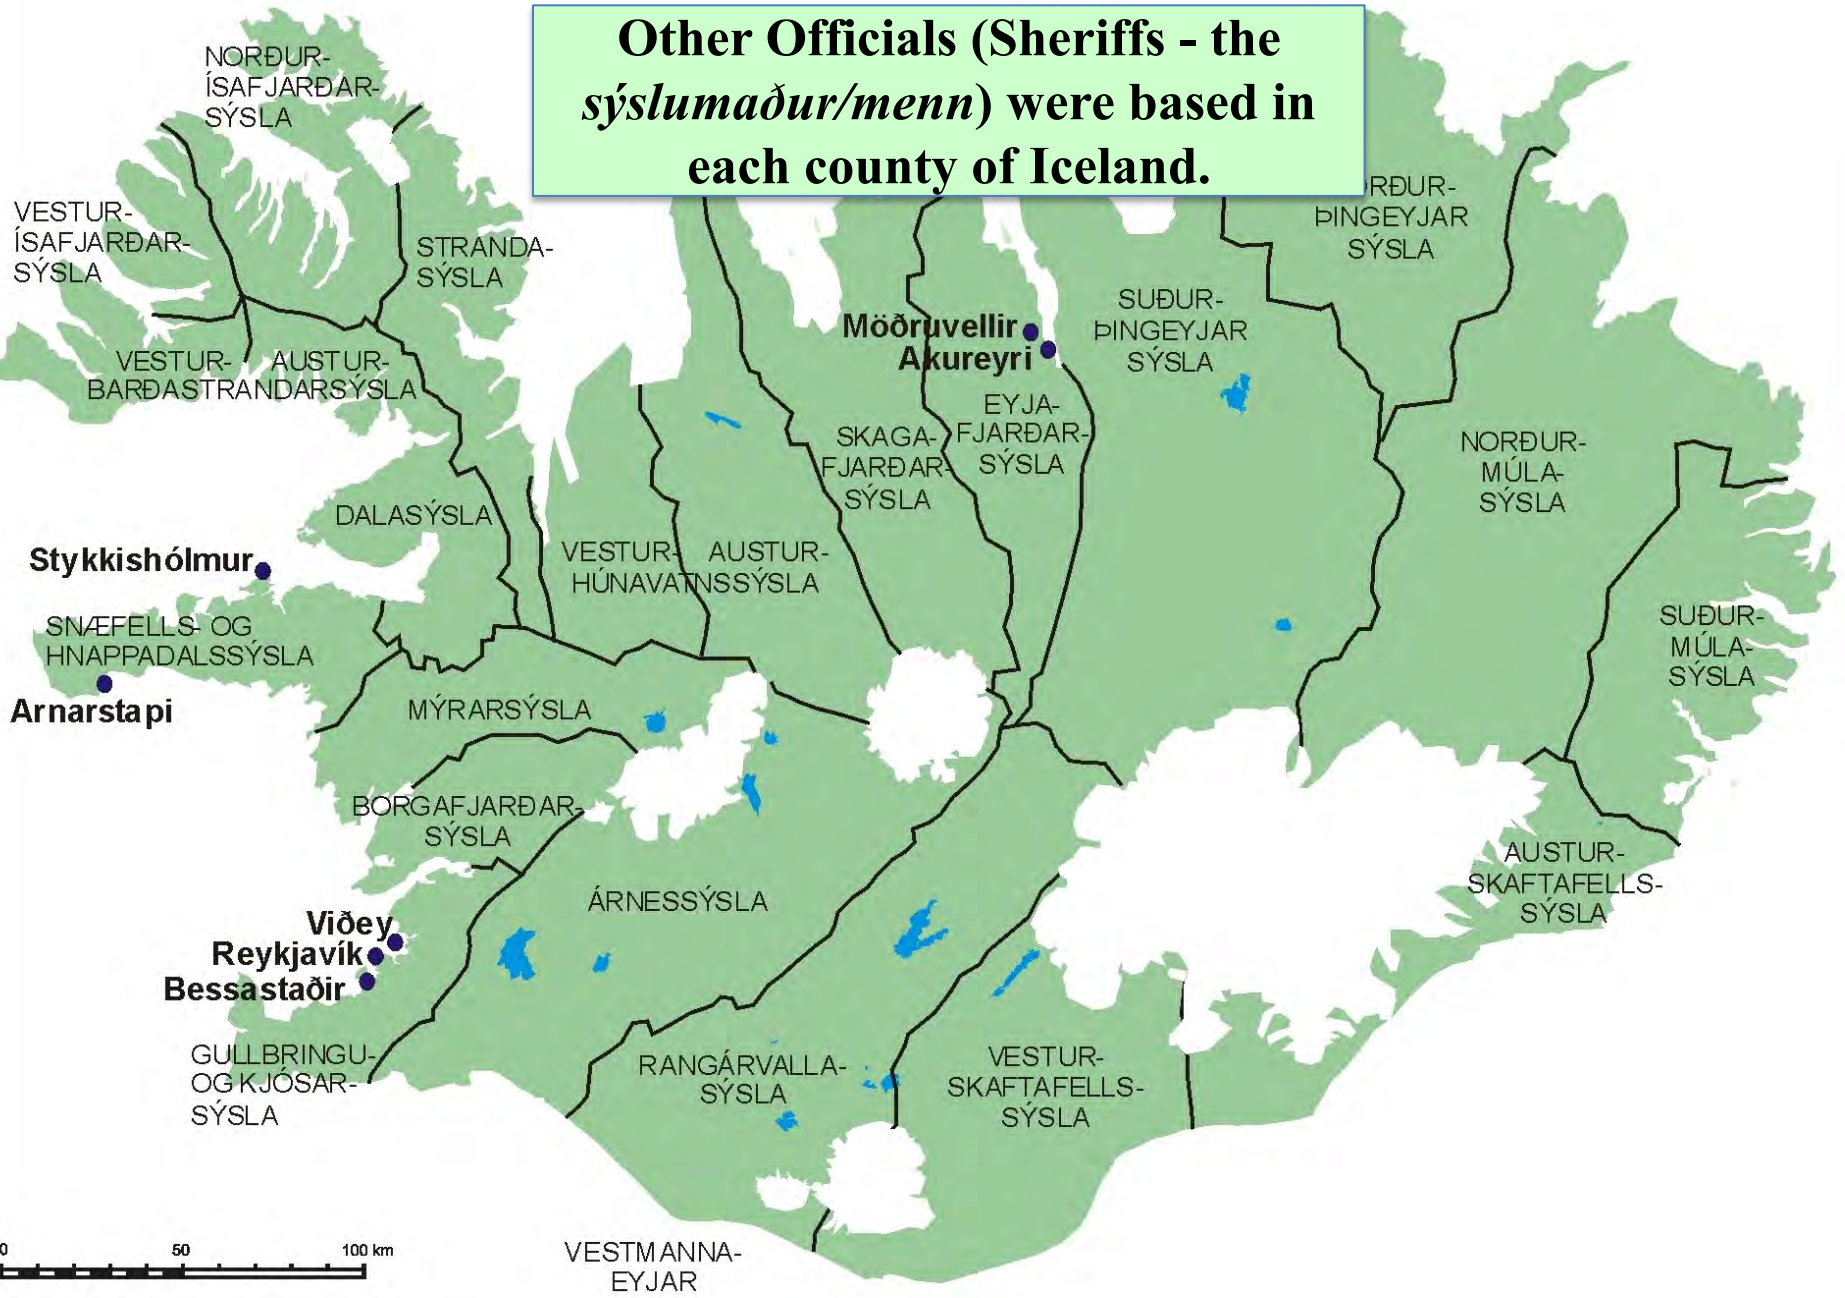 Other Officials (Sheriffs - the
sýslumaður/menn) were based in
each county of Iceland.
NORÐUR-
ÍSAFJARÐAR-
SÝSLA
VESTUR-
ÍSAFJARÐAR-
SÝSLA
STRANDA-
SÝSLA
VESTUR- AUSTUR-
BARÐASTRANDARSÝSLA
ORÐUR-
ÞINGEYJAR
SÝSLA
SUÐUR-
ÞINGEYJAR
SÝSLA
Möðruvellir
Akureyri
EYJA-
FJARÐAR-
SÝSLA
SKAGA-
FJARÐAR-
SÝSLA
NORÐUR-
MÚLA-
SÝSLA
DALASÝSLA
VESTUR- AUSTUR-
HÚNAVATNSSÝSLA
Stykkishólmur
SNÆFELLS- OG
HNAPPADALSSÝSLA
Arnarstapi
SUÐUR-
MÚLA-
SÝSLA
MÝRARSÝSLA
BORGAFJARÐAR-
SÝSLA
AUSTUR-
SKAFTAFELLS-
SÝSLA
ÁRNESSÝSLA
Viðey
Reykjavík
Bessastaðir
GULLBRINGU-
OG KJÓSAR-
SÝSLA
RANGÁRVALLA-
SÝSLA
VESTUR-
SKAFTAFELLS-
SÝSLA
VESTMANNA-
EYJAR
0 50 100 km